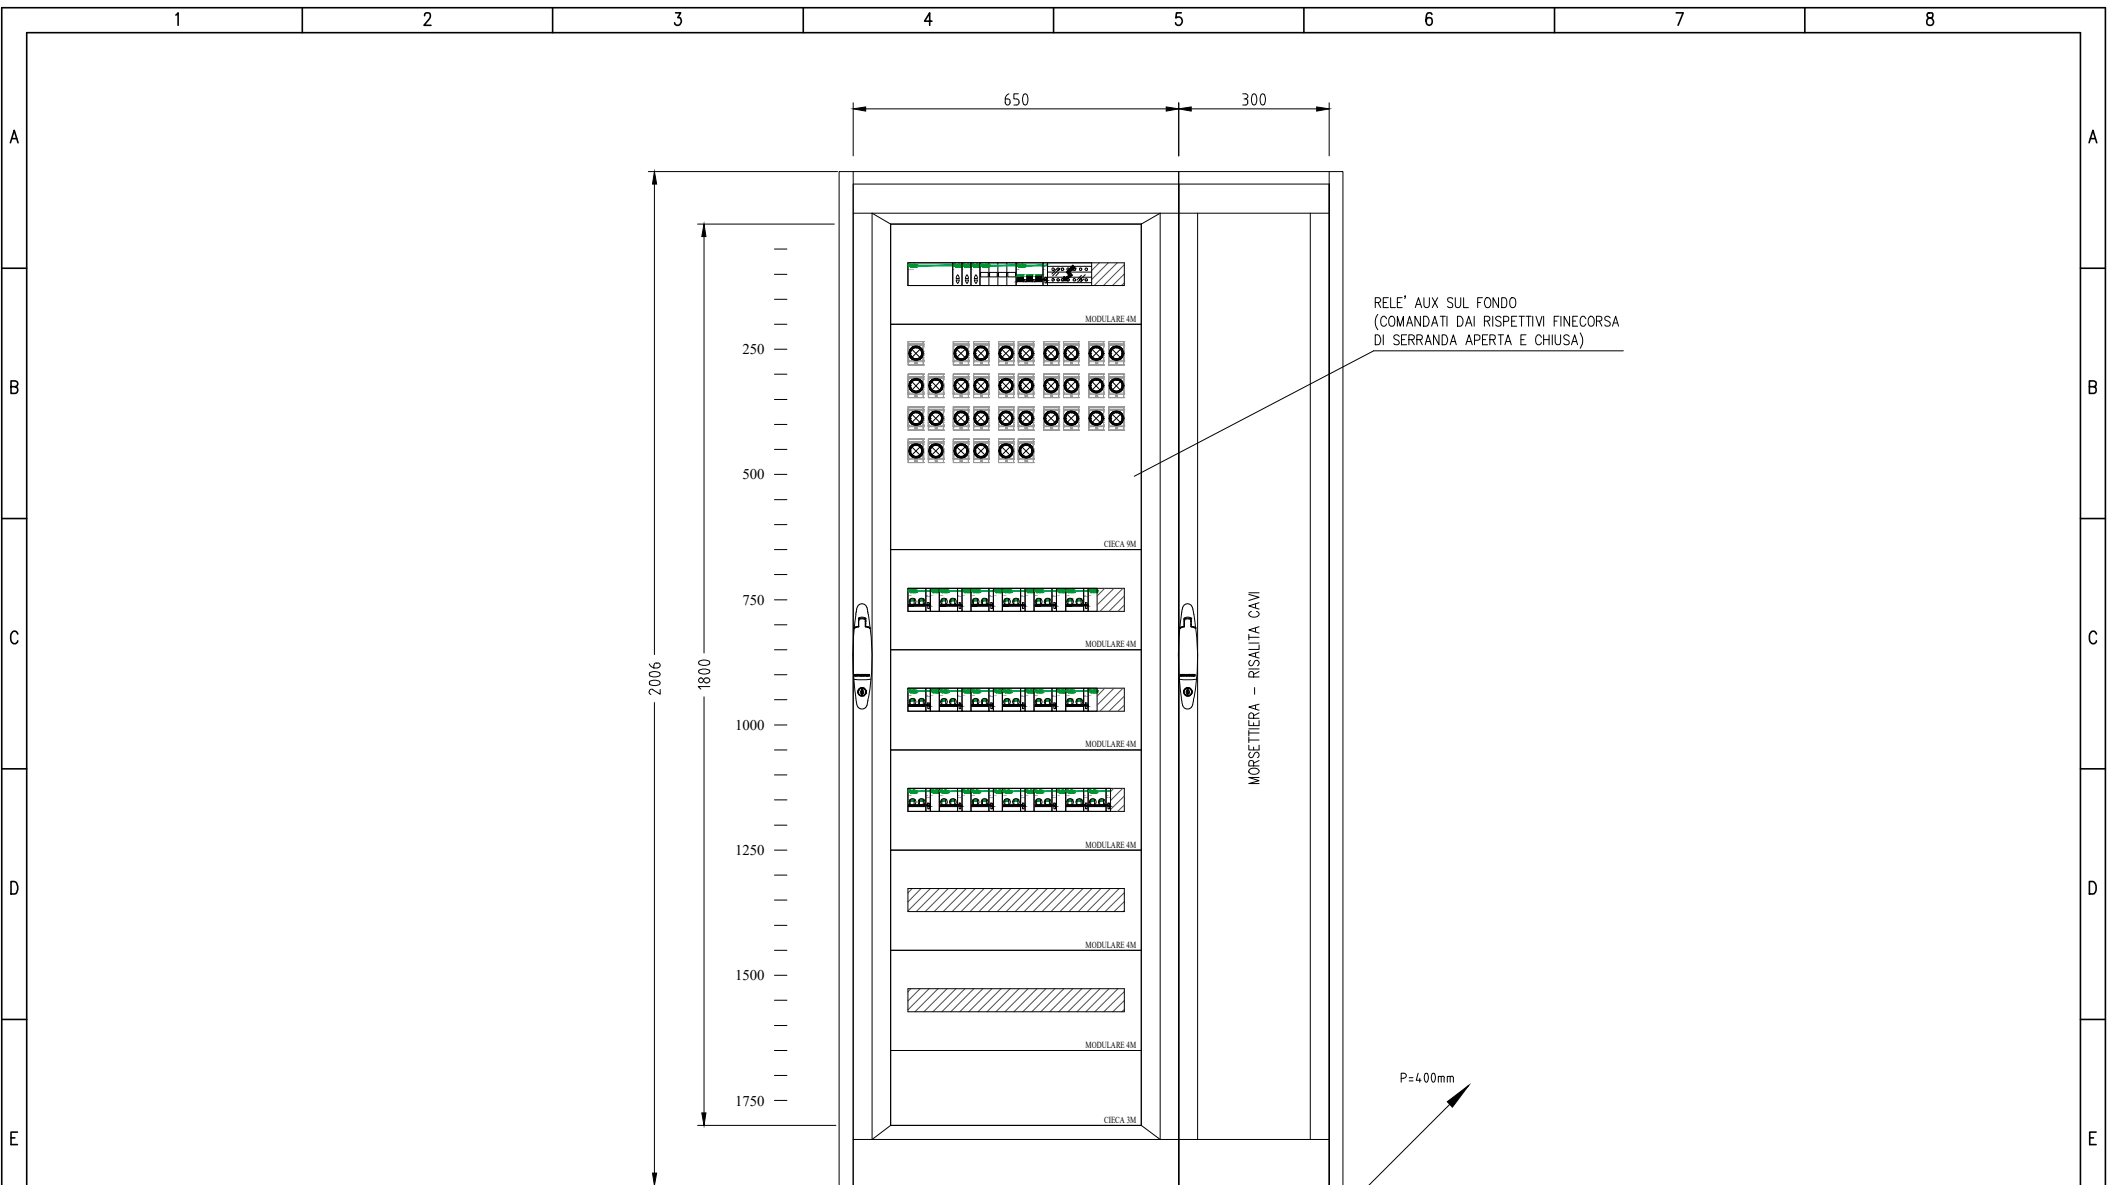 1 2 3 4 5 6 7 8
650 300
A A
RELE' AUX SUL FONDO
(COMANDATI DAI RISPETTIVI FINECORSA
DI SERRANDA APERTA E CHIUSA)
MODULARE 4M
250
B B
500
CIECA 9M
750
C C
MODULARE 4M
2006
1800
MORSETTIERA - RISALITA CAVI
1000
MODULARE 4M
1250
MODULARE 4M
D D
MODULARE 4M
1500
MODULARE 4M
P=400mm
1750
CIECA 3M
E E